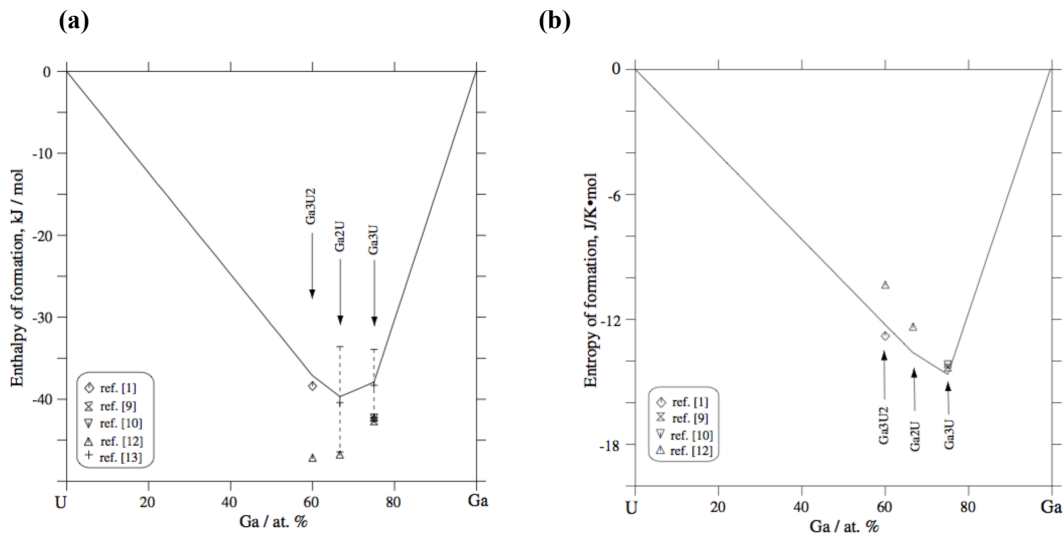 (a)
(b)
0
-10
-20
-30
-40
Enthalpy of formation, kJ / mol
Ga3U2
Ga2U
Ga3U
ref. [1]
ref. [9]
ref. [10]
ref. [12]
ref. [13]
U
20
40
60
80
Ga
Ga / at. %
0
-6
-12
-18
Entropy of formation, J/K•mol
Ga3U2
Ga2U
Ga3U
ref. [1]
ref. [9]
ref. [10]
ref. [12]
U
20
40
60
80
Ga
Ga / at. %